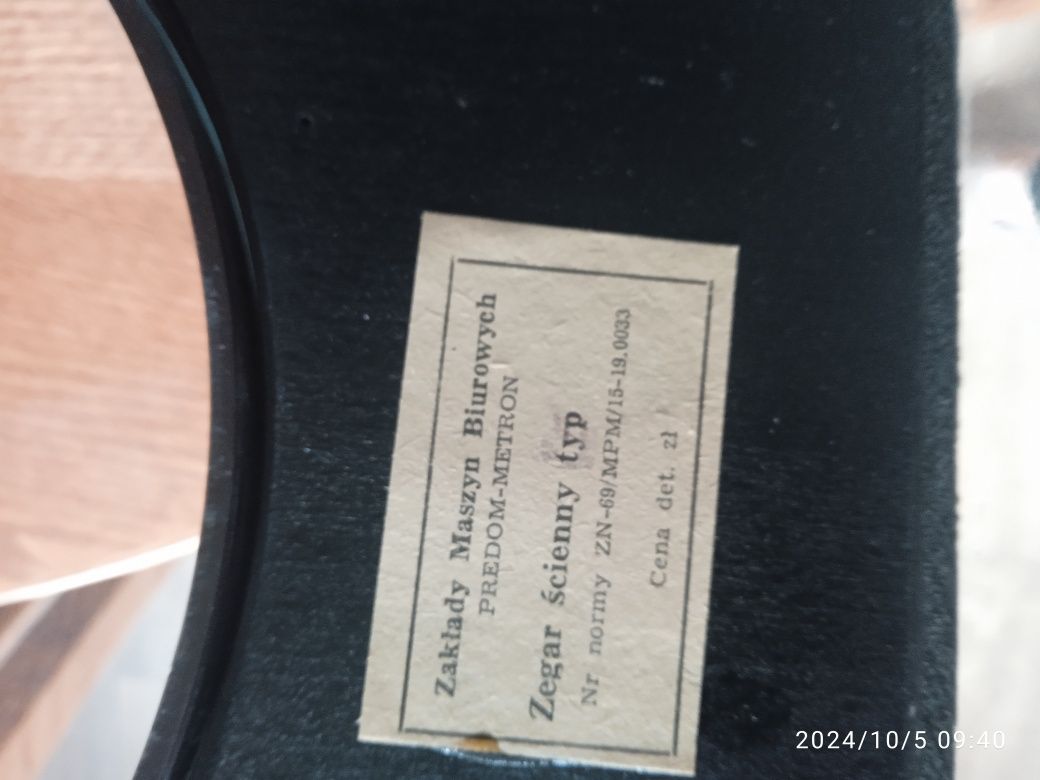 Zakłady Maszyn Biurowych
PREDOM-METRON
Zegar ścienny typ
Nr normy ZN-69/MPM/15-19.0033
Cena det. zł
2024/10/5 09:40